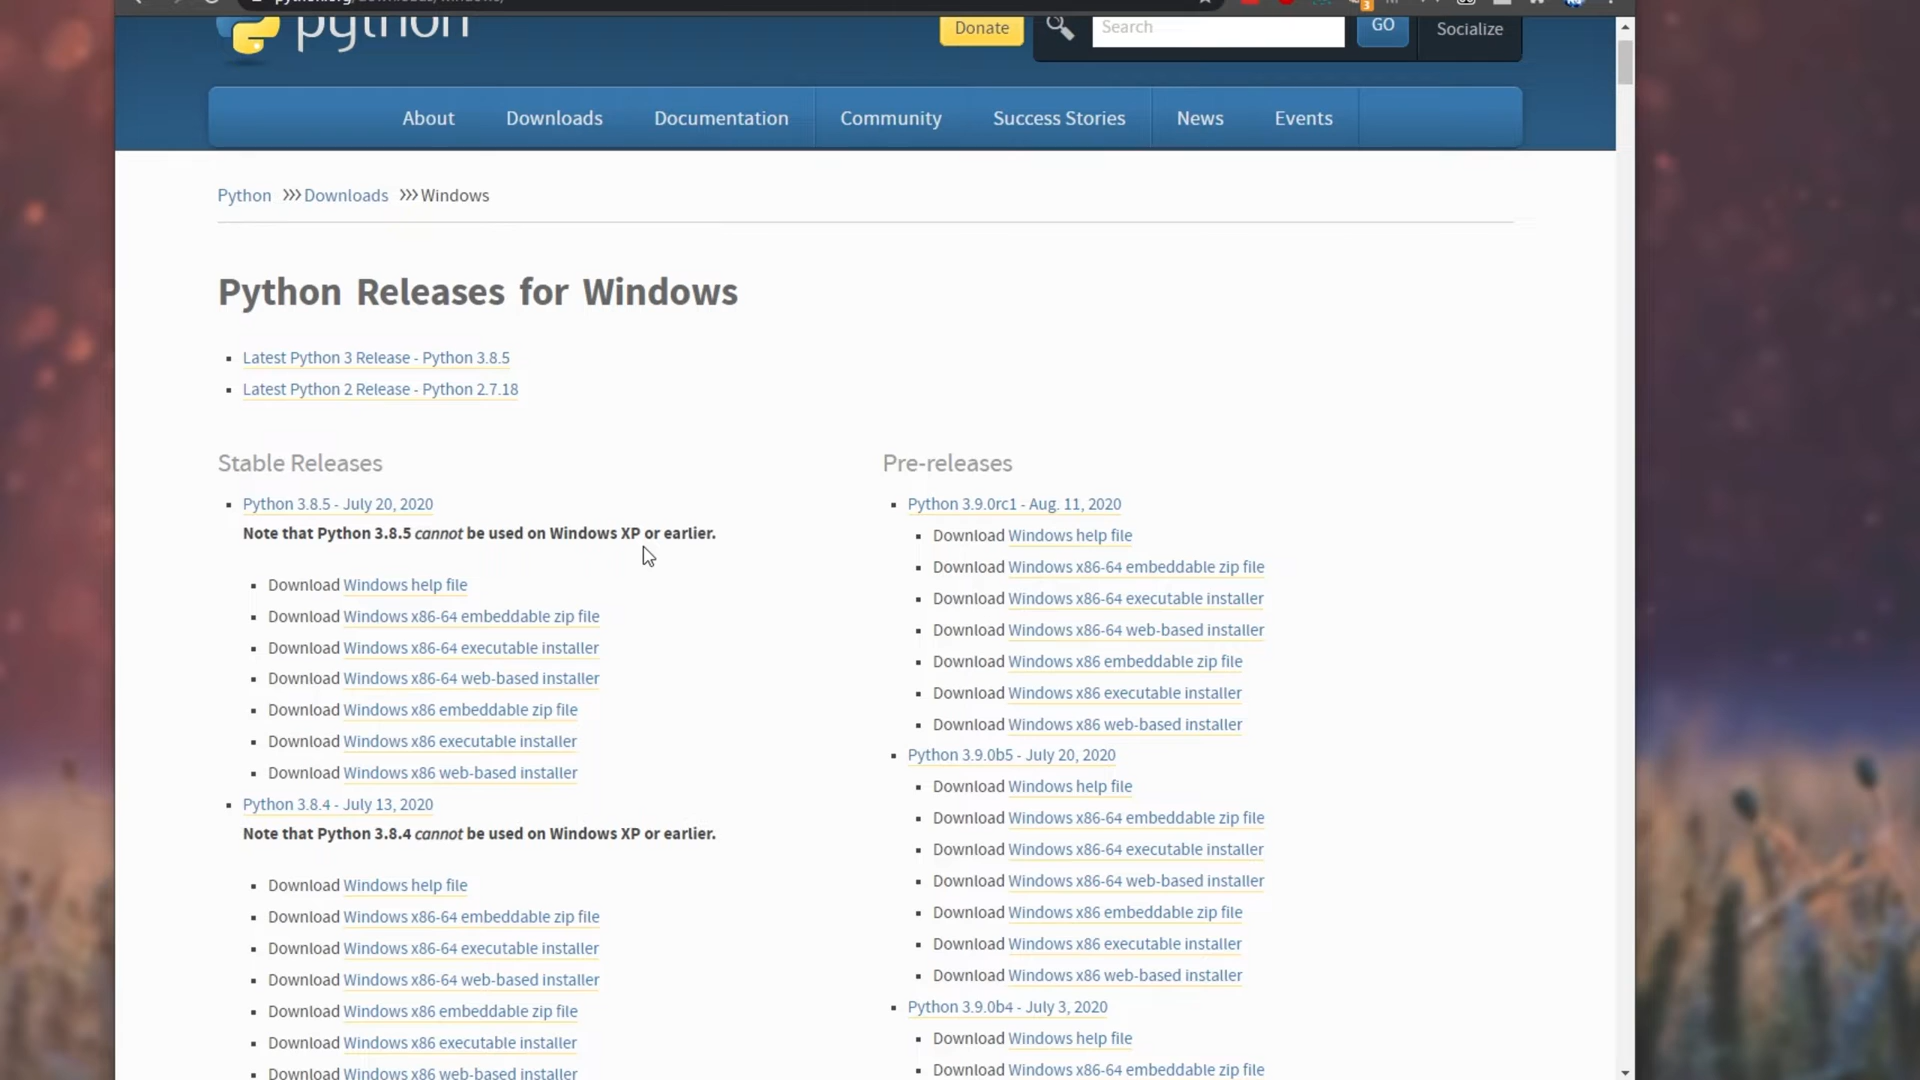 python
Donate
Search
GO
Socialize
About
Downloads
Documentation
Community
Success Stories
News
Events
Python >>> Downloads >>> Windows
Python Releases for Windows
Latest Python 3 Release - Python 3.8.5
Latest Python 2 Release - Python 2.7.18
Stable Releases
Python 3.8.5 - July 20, 2020
Note that Python 3.8.5 cannot be used on Windows XP or earlier.
Download Windows help file
Download Windows x86-64 embeddable zip file
Download Windows x86-64 executable installer
Download Windows x86-64 web-based installer
Download Windows x86 embeddable zip file
Download Windows x86 executable installer
Download Windows x86 web-based installer
Python 3.8.4 - July 13, 2020
Note that Python 3.8.4 cannot be used on Windows XP or earlier.
Download Windows help file
Download Windows x86-64 embeddable zip file
Download Windows x86-64 executable installer
Download Windows x86-64 web-based installer
Download Windows x86 embeddable zip file
Download Windows x86 executable installer
Download Windows x86 web-based installer
Pre-releases
Python 3.9.0rc1 - Aug. 11, 2020
Download Windows help file
Download Windows x86-64 embeddable zip file
Download Windows x86-64 executable installer
Download Windows x86-64 web-based installer
Download Windows x86 embeddable zip file
Download Windows x86 executable installer
Download Windows x86 web-based installer
Python 3.9.0b5 - July 20, 2020
Download Windows help file
Download Windows x86-64 embeddable zip file
Download Windows x86-64 executable installer
Download Windows x86-64 web-based installer
Download Windows x86 embeddable zip file
Download Windows x86 executable installer
Download Windows x86 web-based installer
Python 3.9.0b4 - July 3, 2020
Download Windows help file
Download Windows x86-64 embeddable zip file